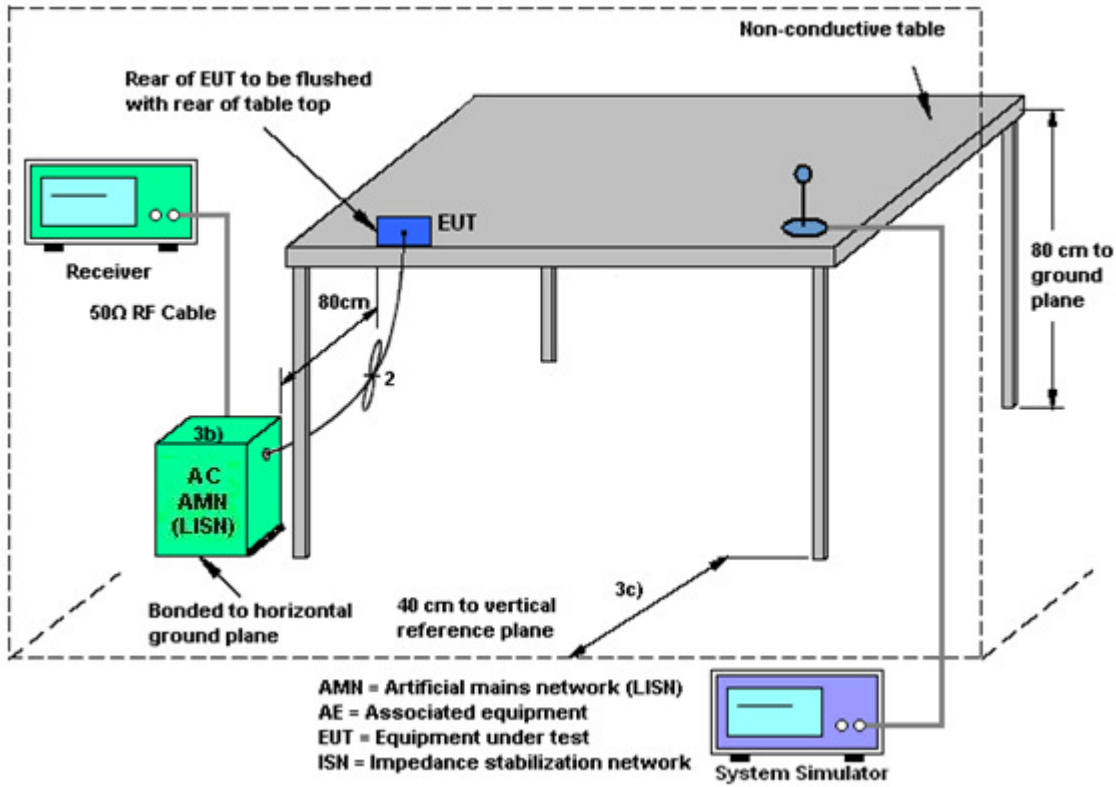 Non-conductive table
Rear of EUT to be flushed
with rear of table top
EUT
Receiver
50Ω RF Cable
80cm
2
80 cm to
ground
plane
3b)
AC
AMN
(LISN)
Bonded to horizontal
ground plane
40 cm to vertical
reference plane
3c)
AMN = Artificial mains network (LISN)
AE = Associated equipment
EUT = Equipment under test
ISN = Impedance stabilization network
System Simulator